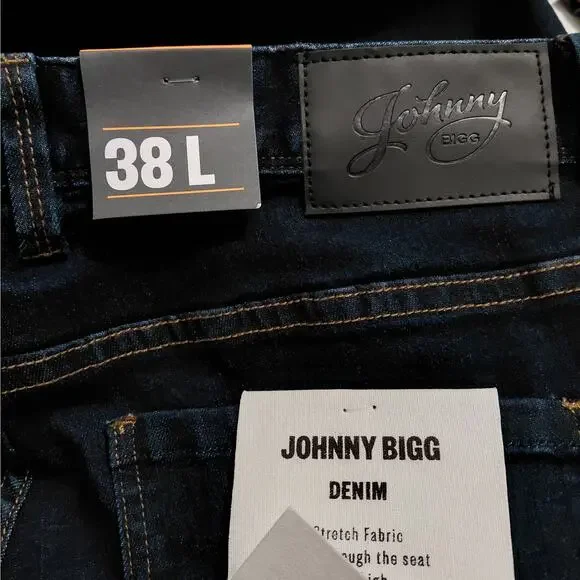 38 L
Johnny
BIGG
JOHNNY BIGG
DENIM
Stretch Fabric
the seat